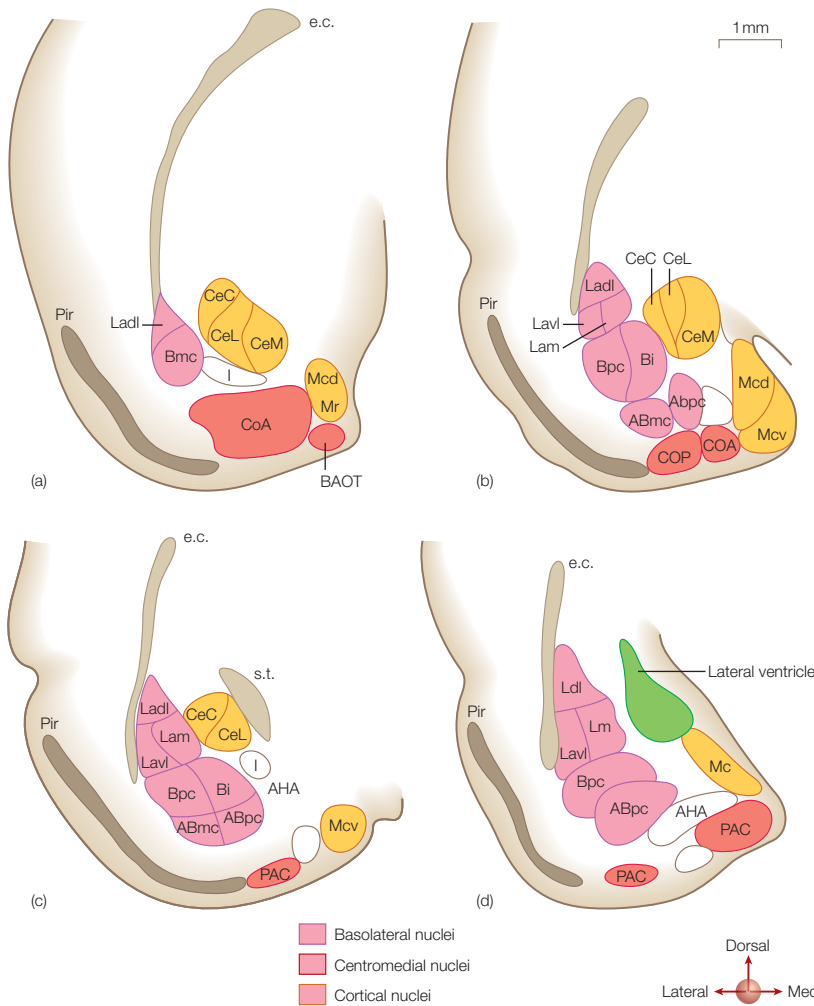 e.c.
1 mm
CeC
CeL
CeM
Pir
Ladl
Bmc
I
Mcd
Mr
CoA
(a)
BAOT
CeC CeL
Pir
Ladl
Lavl
Lam
CeM
Bpc
Bi
Mcd
Abpc
ABmc
Mcv
COP
COA
(b)
e.c.
s.t.
Pir
Ladl
CeC
Lam
CeL
Lavl
I
Bpc
Bi
AHA
ABmc
ABpc
Mcv
PAC
(c)
e.c.
Lateral ventricle
Pir
Ldl
Lm
Lavl
Mc
Bpc
ABpc
AHA
PAC
PAC
(d)
Basolateral nuclei
Centromedial nuclei
Cortical nuclei
Dorsal
Lateral
Med